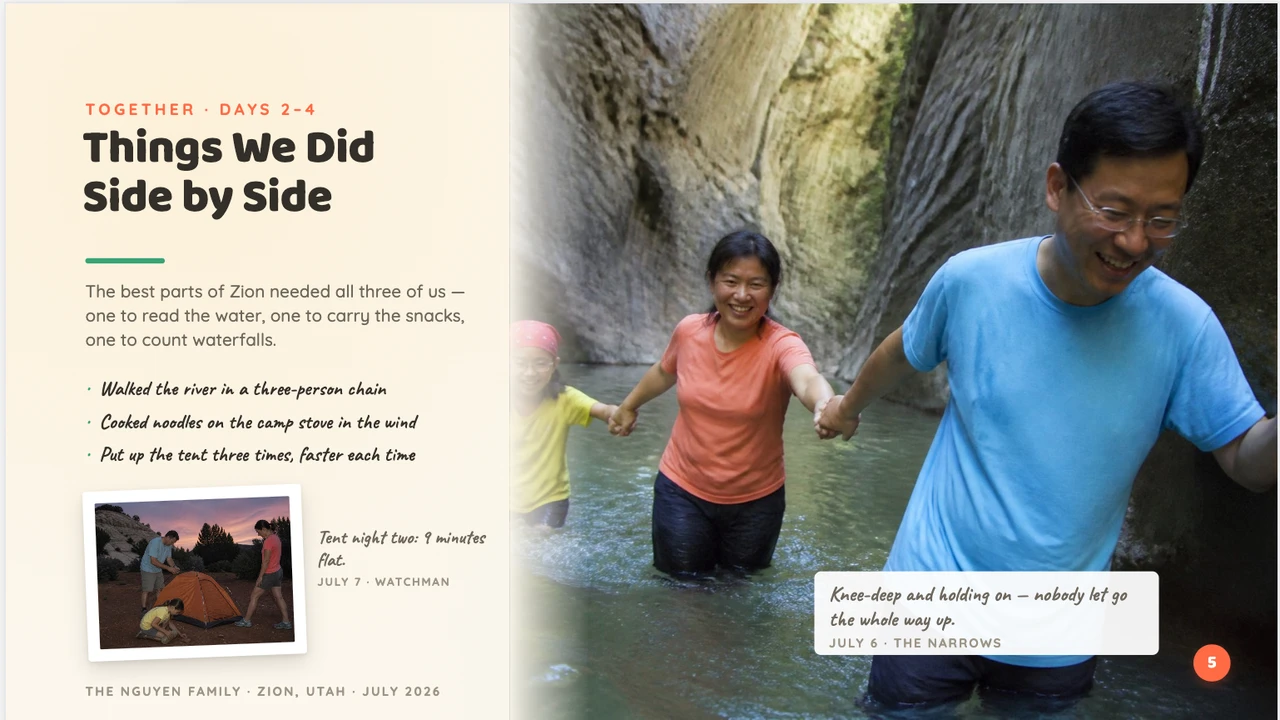 TOGETHER · DAYS 2–4
Things We Did
Side by Side
The best parts of Zion needed all three of us —
one to read the water, one to carry the snacks,
one to count waterfalls.
· Walked the river in a three-person chain
· Cooked noodles on the camp stove in the wind
· Put up the tent three times, faster each time
Tent night two: 9 minutes
flat.
JULY 7 · WATCHMAN
THE NGUYEN FAMILY · ZION, UTAH · JULY 2026
Knee-deep and holding on — nobody let go
the whole way up.
JULY 6 · THE NARROWS
5